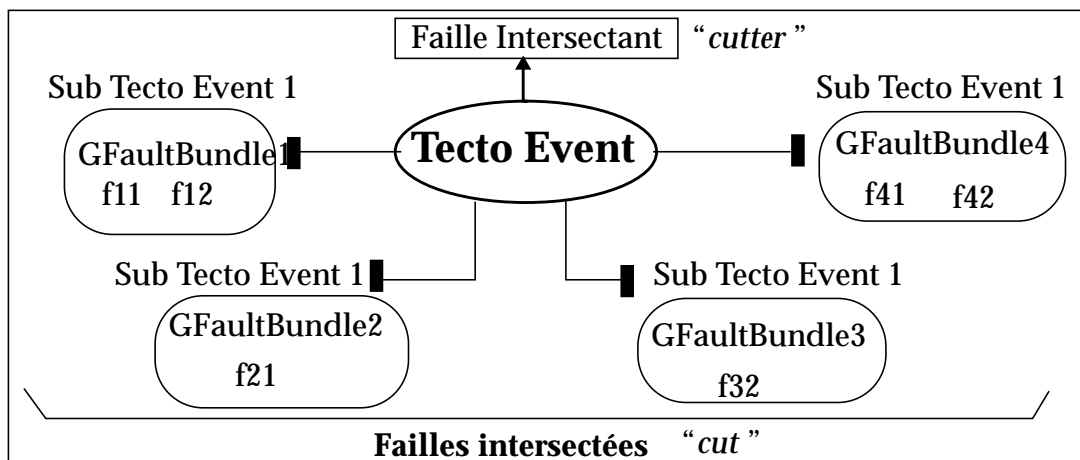 Faille Intersectant “cutter ”
Sub Tecto Event 1
Sub Tecto Event 1
GFaultBundle1
Tecto Event
GFaultBundle4
f11 f12
f41 f42
Sub Tecto Event 1
Sub Tecto Event 1
GFaultBundle2
GFaultBundle3
f21
f32
Failles intersectées “cut ”